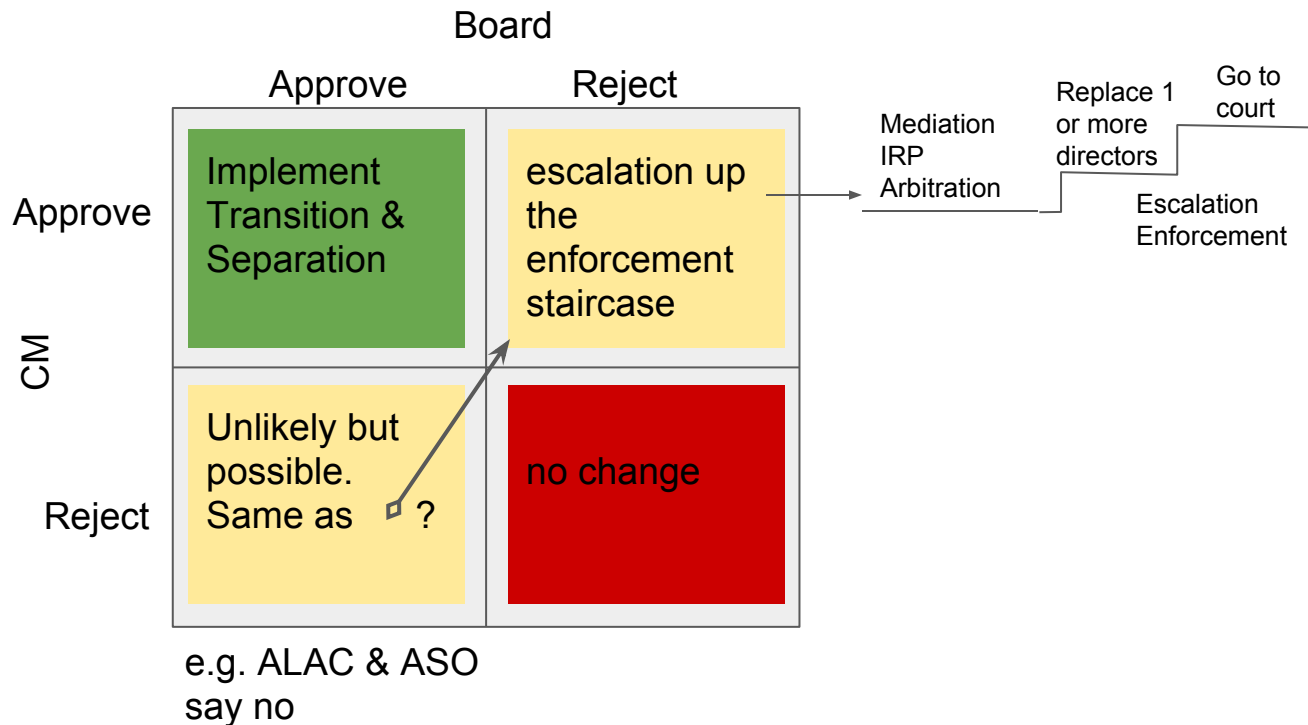 Board
Approve
Reject
Approve
CM
Reject
Implement
Transition &
Separation
escalation up
the
enforcement
staircase
Unlikely but
possible.
Same as ?
no change
e.g. ALAC & ASO
say no
Mediation
IRP
Arbitration
Replace 1
or more
directors
Go to
court
Escalation
Enforcement